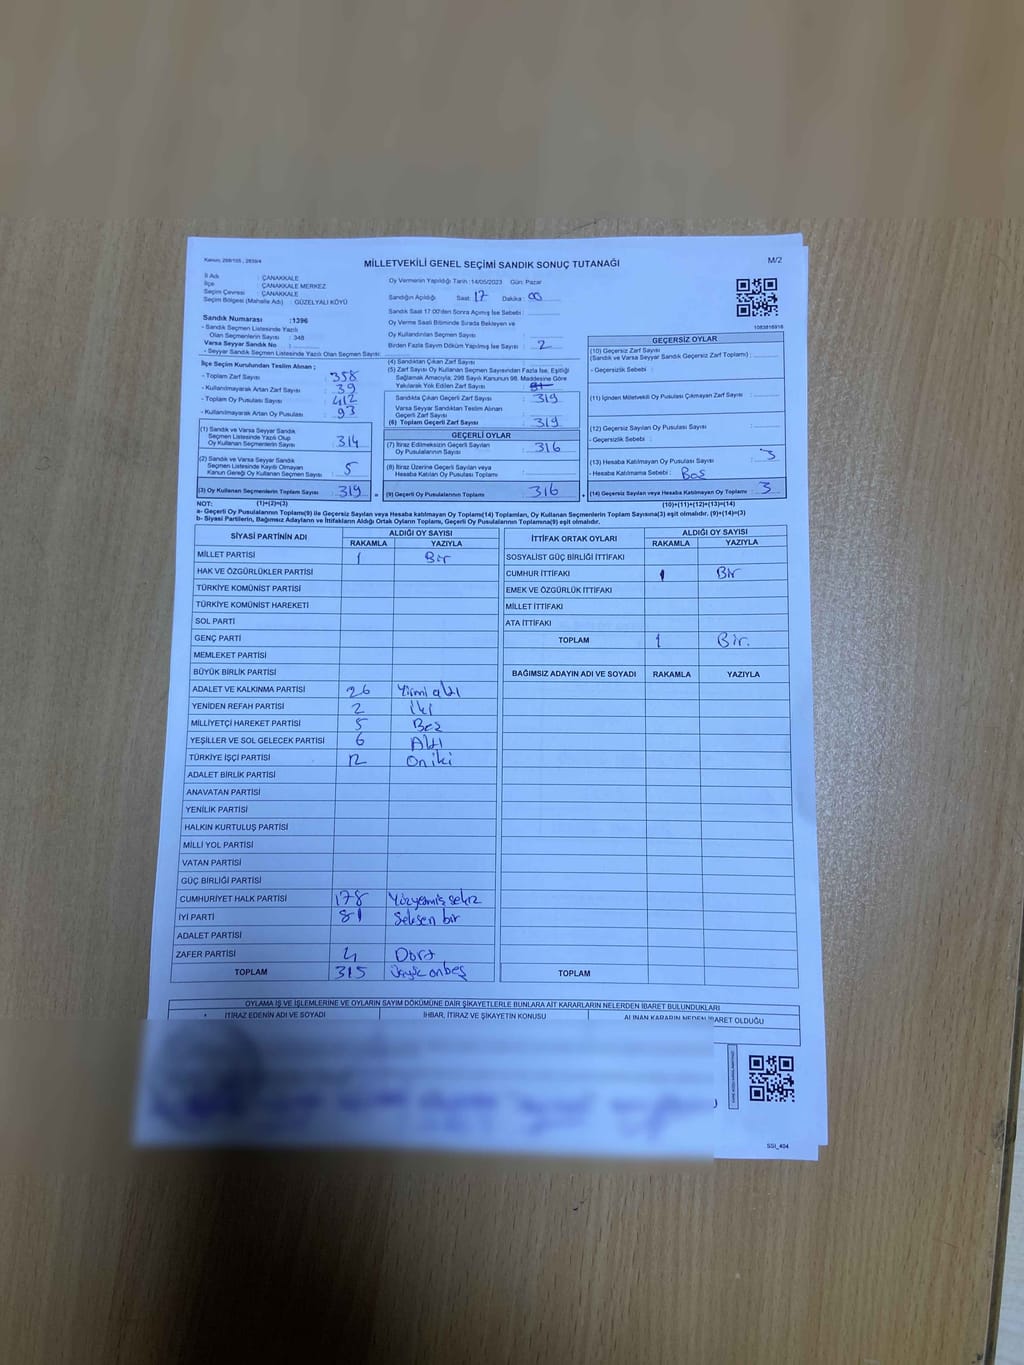 Kanun, 298/105 , 2839/4
MİLLETVEKİLİ GENEL SEÇİMİ SANDIK SONUÇ TUTANAĞI
M/2
İl Adı : ÇANAKKALE
İlçe : ÇANAKKALE MERKEZ
Seçim Çevresi : ÇANAKKALE
Seçim Bölgesi (Mahalle Adı) : GÜZELYALI KÖYÜ
Oy Vermenin Yapıldığı Tarih :14/05/2023 Gün: Pazar
Sandığın Açıldığı Saat: 17 Dakika : 00
Sandık Saat 17:00'den Sonra Açılmış İse Sebebi :
Oy Verme Saati Bitiminde Sırada Bekleyen ve
Oy Kullandırılan Seçmen Sayısı :
Birden Fazla Sayım Döküm Yapılmış İse Sayısı : 2
1083816916
Sandık Numarası :1396
- Sandık Seçmen Listesinde Yazılı
Olan Seçmenlerin Sayısı : 348
Varsa Seyyar Sandık No :
- Seyyar Sandık Seçmen Listesinde Yazılı Olan Seçmen Sayısı:
İlçe Seçim Kurulundan Teslim Alınan ;
- Toplam Zarf Sayısı : 358
- Kullanılmayarak Artan Zarf Sayısı : 39
- Toplam Oy Pusulası Sayısı : 412
- Kullanılmayarak Artan Oy Pusulası : 93
(1) Sandık ve Varsa Seyyar Sandık
Seçmen Listesinde Yazılı Olup
Oy Kullanan Seçmenlerin Sayısı : 314
(2) Sandık ve Varsa Seyyar Sandık
Seçmen Listesinde Kayıtlı Olmayan
Kanun Gereği Oy Kullanan Seçmen Sayısı : 5
(3) Oy Kullanan Seçmenlerin Toplam Sayısı : 319
(1)+(2)=(3)
(4) Sandıktan Çıkan Zarf Sayısı :
(5) Zarf Sayısı Oy Kullanan Seçmen Sayısından Fazla İse, Eşitliği
Sağlamak Amacıyla; 298 Sayılı Kanunun 98. Maddesine Göre
Yakılarak Yok Edilen Zarf Sayısı :
Sandıkta Çıkan Geçerli Zarf Sayısı : 319
Varsa Seyyar Sandıktan Teslim Alınan
Geçerli Zarf Sayısı :
(6) Toplam Geçerli Zarf Sayısı : 319
GEÇERLİ OYLAR
(7) İtiraz Edilmeksizin Geçerli Sayılan
Oy Pusulalarının Sayısı : 316
(8) İtiraz Üzerine Geçerli Sayılan veya
Hesaba Katılan Oy Pusulası Toplamı :
(9) Geçerli Oy Pusulalarının Toplamı : 316
GEÇERSİZ OYLAR
(10) Geçersiz Zarf Sayısı
(Sandık ve Varsa Seyyar Sandık Geçersiz Zarf Toplamı) :
- Geçersizlik Sebebi :
(11) İçinden Miletvekili Oy Pusulası Çıkmayan Zarf Sayısı :
(12) Geçersiz Sayılan Oy Pusulası Sayısı :
- Geçersizlik Sebebi :
(13) Hesaba Katılmayan Oy Pusulası Sayısı : 3
- Hesaba Katılmama Sebebi : Boş
(14) Geçersiz Sayılan veya Hesaba Katılmayan Oy Toplamı : 3
(10)+(11)+(12)+(13)=(14)
NOT:
a- Geçerli Oy Pusulalarının Toplamı(9) ile Geçersiz Sayılan veya Hesaba katılmayan Oy Toplamı(14) Toplamları, Oy Kullanan Seçmenlerin Toplam Sayısına(3) eşit olmalıdır. (9)+(14)=(3)
b- Siyasi Partilerin, Bağımsız Adayların ve İttifakların Aldığı Ortak Oyların Toplamı, Geçerli Oy Pusulalarının Toplamına(9) eşit olmalıdır.
SİYASİ PARTİNİN ADI ALDIĞI OY SAYISI
RAKAMLA YAZIYLA
MİLLET PARTİSİ 1 Bir
HAK VE ÖZGÜRLÜKLER PARTİSİ
TÜRKİYE KOMÜNİST PARTİSİ
TÜRKİYE KOMÜNİST HAREKETİ
SOL PARTİ
GENÇ PARTİ
MEMLEKET PARTİSİ
BÜYÜK BİRLİK PARTİSİ
ADALET VE KALKINMA PARTİSİ 26 Yirmi altı
YENİDEN REFAH PARTİSİ 2 İki
MİLLİYETÇİ HAREKET PARTİSİ 5 Beş
YEŞİLLER VE SOL GELECEK PARTİSİ 6 Altı
TÜRKİYE İŞÇİ PARTİSİ 12 On iki
ADALET BİRLİK PARTİSİ
ANAVATAN PARTİSİ
YENİLİK PARTİSİ
HALKIN KURTULUŞ PARTİSİ
MİLLİ YOL PARTİSİ
VATAN PARTİSİ
GÜÇ BİRLİĞİ PARTİSİ
CUMHURİYET HALK PARTİSİ 178 Yüzyetmiş sekiz
İYİ PARTİ 81 Seksen bir
ADALET PARTİSİ
ZAFER PARTİSİ 4 Dört
TOPLAM 315 Üçyüz onbeş
İTTİFAK ORTAK OYLARI ALDIĞI OY SAYISI
RAKAMLA YAZIYLA
SOSYALİST GÜÇ BİRLİĞİ İTTİFAKI
CUMHUR İTTİFAKI 1 Bir
EMEK VE ÖZGÜRLÜK İTTİFAKI
MİLLET İTTİFAKI
ATA İTTİFAKI
TOPLAM 1 Bir.
BAĞIMSIZ ADAYIN ADI VE SOYADI RAKAMLA YAZIYLA
TOPLAM
OYLAMA İŞ VE İŞLEMLERİNE VE OYLARIN SAYIM DÖKÜMÜNE DAİR ŞİKAYETLERLE BUNLARA AİT KARARLARIN NELERDEN İBARET BULUNDUKLARI
İTİRAZ EDENİN ADI VE SOYADI İHBAR, İTİRAZ VE ŞİKAYETİN KONUSU ALINAN KARARIN NEDEN İBARET OLDUĞU
SSİ_404